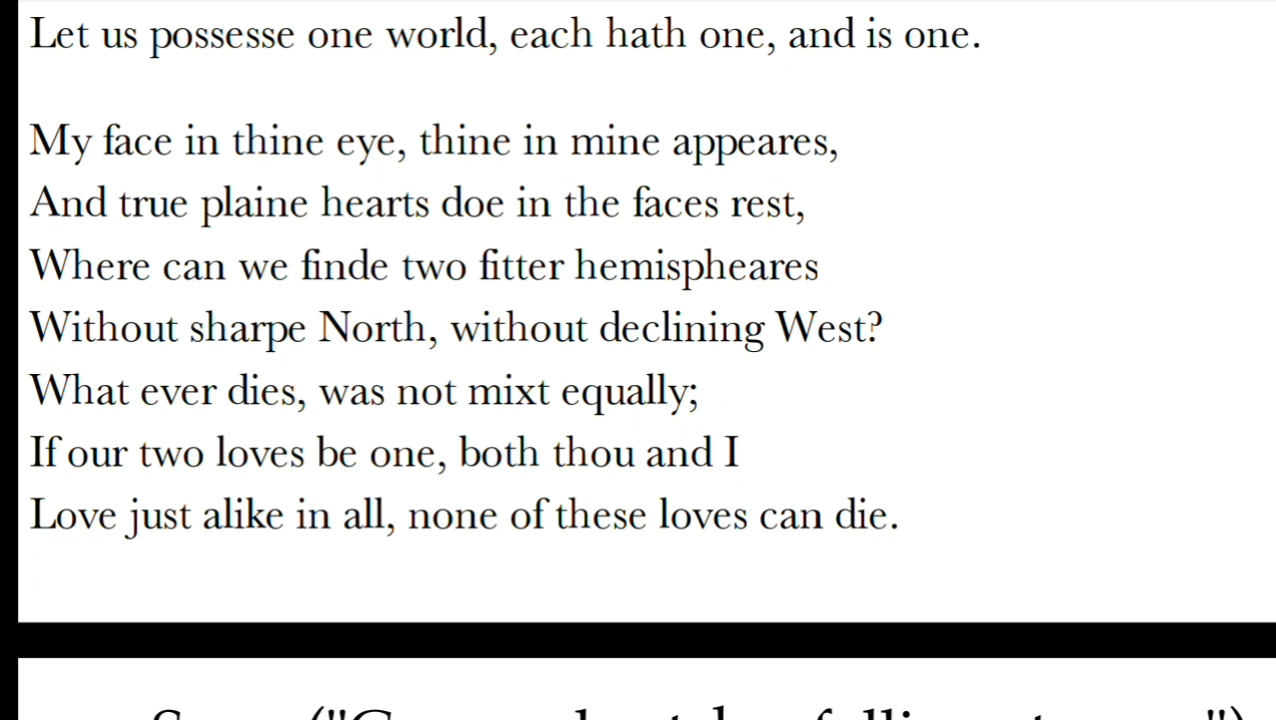 Let us possesse one world, each hath one, and is one.
My face in thine eye, thine in mine appeares,
And true plaine hearts doe in the faces rest,
Where can we finde two fitter hemispheares
Without sharpe North, without declining West?
What ever dies, was not mixt equally;
If our two loves be one, both thou and I
Love just alike in all, none of these loves can die.